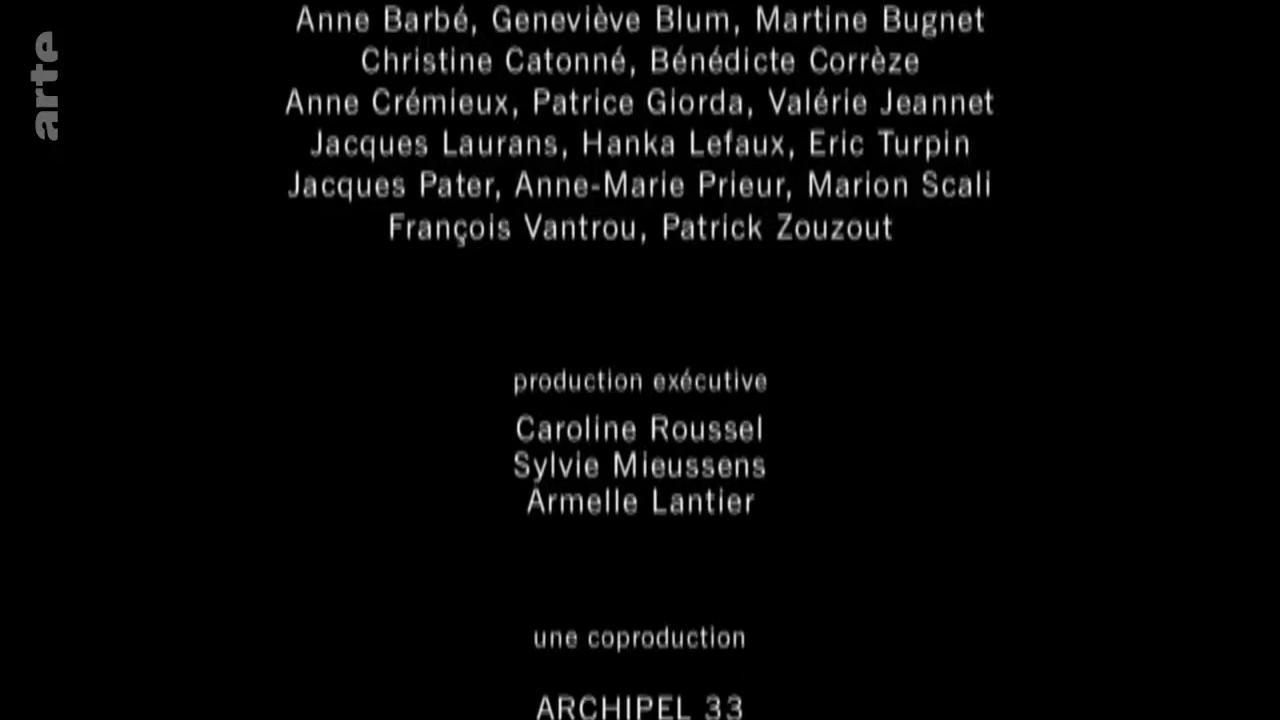 arte
Anne Barbé, Geneviève Blum, Martine Bugnet
Christine Catonné, Bénédicte Corrèze
Anne Crémieux, Patrice Giorda, Valérie Jeannet
Jacques Laurans, Hanka Lefaux, Eric Turpin
Jacques Pater, Anne-Marie Prieur, Marion Scali
François Vantrou, Patrick Zouzout
production exécutive
Caroline Roussel
Sylvie Mieussens
Armelle Lantier
une coproduction
ARCHIPEL 33